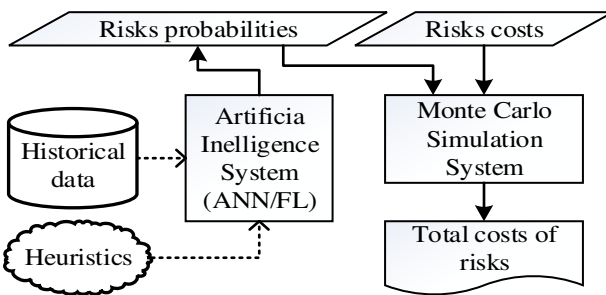 Risks probabilities
Risks costs
Artificia
Inelligence
System
(ANN/FL)
Monte Carlo
Simulation
System
Historical
data
Heuristics
Total costs of
risks